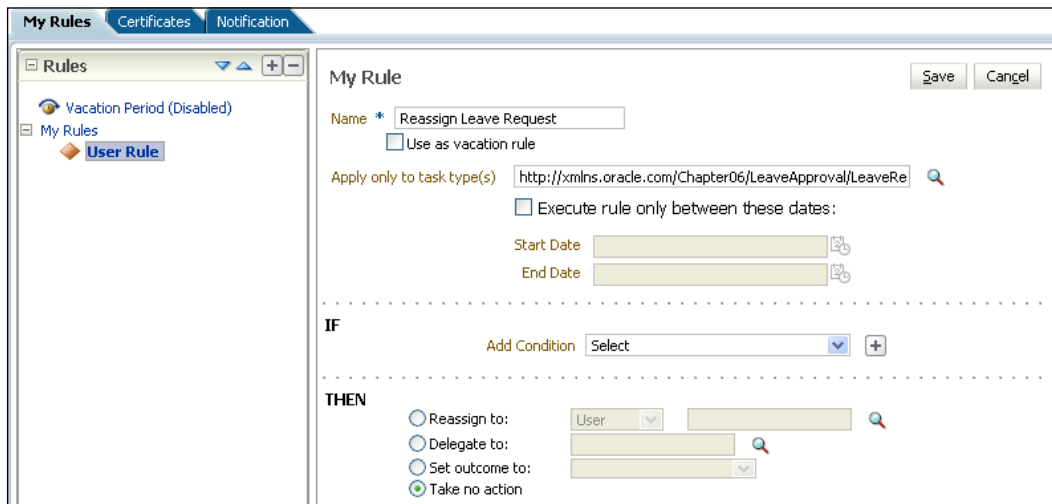 My Rules Certificates Notification
Rules
Vacation Period (Disabled)
My Rules
User Rule
My Rule
Save Cancel
Name * Reassign Leave Request
Use as vacation rule
Apply only to task type(s) http://xmlns.oracle.com/Chapter06/LeaveApproval/LeaveRe
Execute rule only between these dates:
Start Date
End Date
IF
Add Condition Select
THEN
Reassign to: User
Delegate to:
Set outcome to:
Take no action